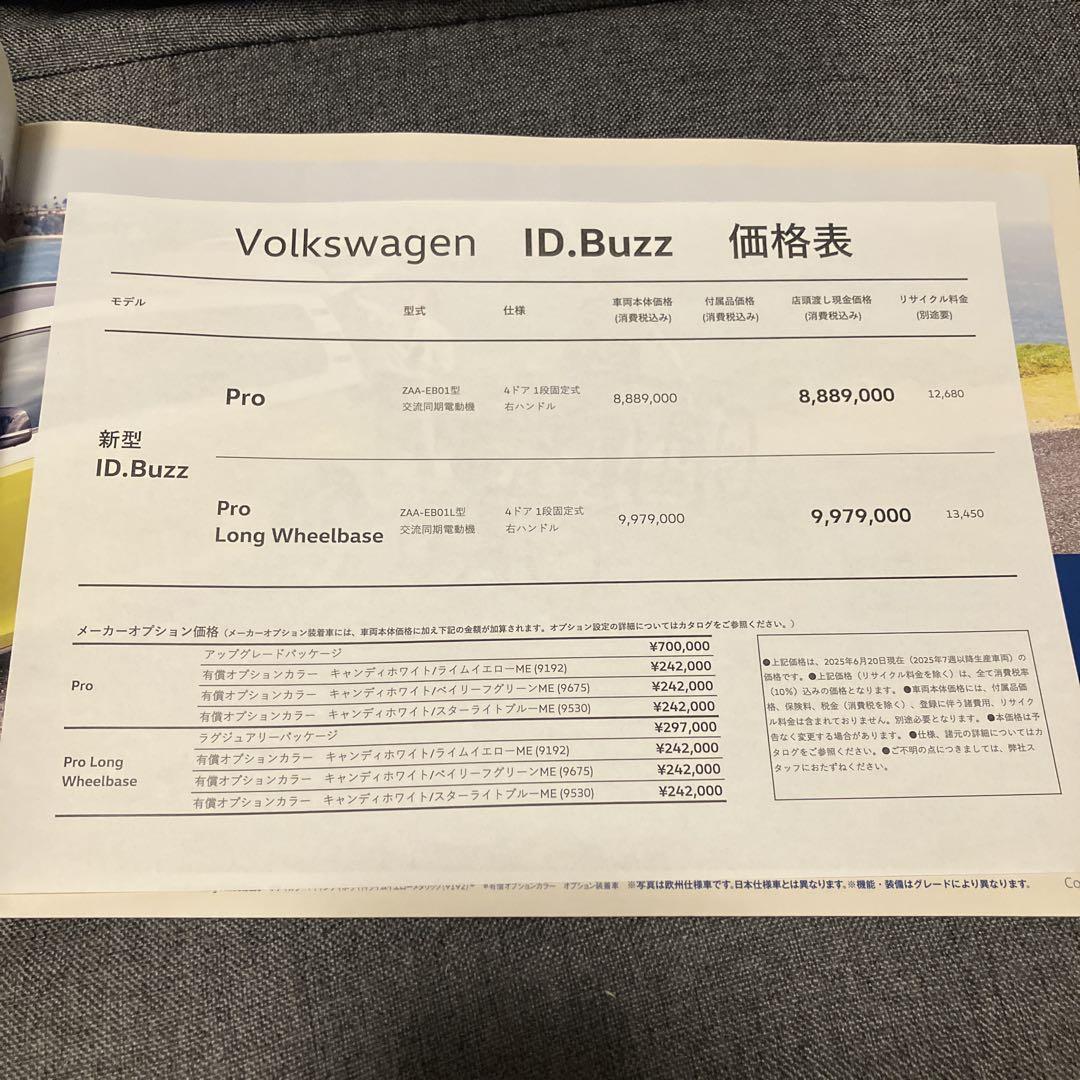 Volkswagen ID.Buzz 価格表
モデル 型式 仕様 車両本体価格 (消費税込み) 付属品価格 (消費税込み) 店頭渡し現金価格 (消費税込み) リサイクル料金 (別途要)
新型 ID.Buzz
Pro ZAA-EB01型 交流同期電動機 4ドア 1段固定式 右ハンドル 8,889,000 8,889,000 12,680
Pro Long Wheelbase ZAA-EB01L型 交流同期電動機 4ドア 1段固定式 右ハンドル 9,979,000 9,979,000 13,450
メーカーオプション価格 (メーカーオプション装着車には、車両本体価格に加え下記の金額が加算されます。オプション設定の詳細についてはカタログをご参照ください。)
Pro
アップグレードパッケージ ¥700,000
有償オプションカラー キャンディホワイト/ライムイエローME (9192) ¥242,000
有償オプションカラー キャンディホワイト/ベイリーフグリーンME (9675) ¥242,000
有償オプションカラー キャンディホワイト/スターライトブルーME (9530) ¥242,000
Pro Long Wheelbase
ラグジュアリーパッケージ ¥297,000
有償オプションカラー キャンディホワイト/ライムイエローME (9192) ¥242,000
有償オプションカラー キャンディホワイト/ベイリーフグリーンME (9675) ¥242,000
有償オプションカラー キャンディホワイト/スターライトブルーME (9530) ¥242,000
●上記価格は、2025年6月20日現在 (2025年7週以降生産車両) の
価格です。●上記価格 (リサイクル料金を除く) は、全て消費税率
(10%) 込みの価格となります。●車両本体価格には、付属品価
格、保険料、税金 (消費税を除く)、登録に伴う諸費用、リサイク
ル料金は含まれておりません。別途必要となります。●本価格は予
告なく変更する場合があります。●仕様、諸元の詳細についてはカ
タログをご参照ください。●ご不明の点につきましては、弊社ス
タッフにおたずねください。
※有償オプションカラー オプション装着車 ※写真は欧州仕様車です。日本仕様車とは異なります。※機能・装備はグレードにより異なります。